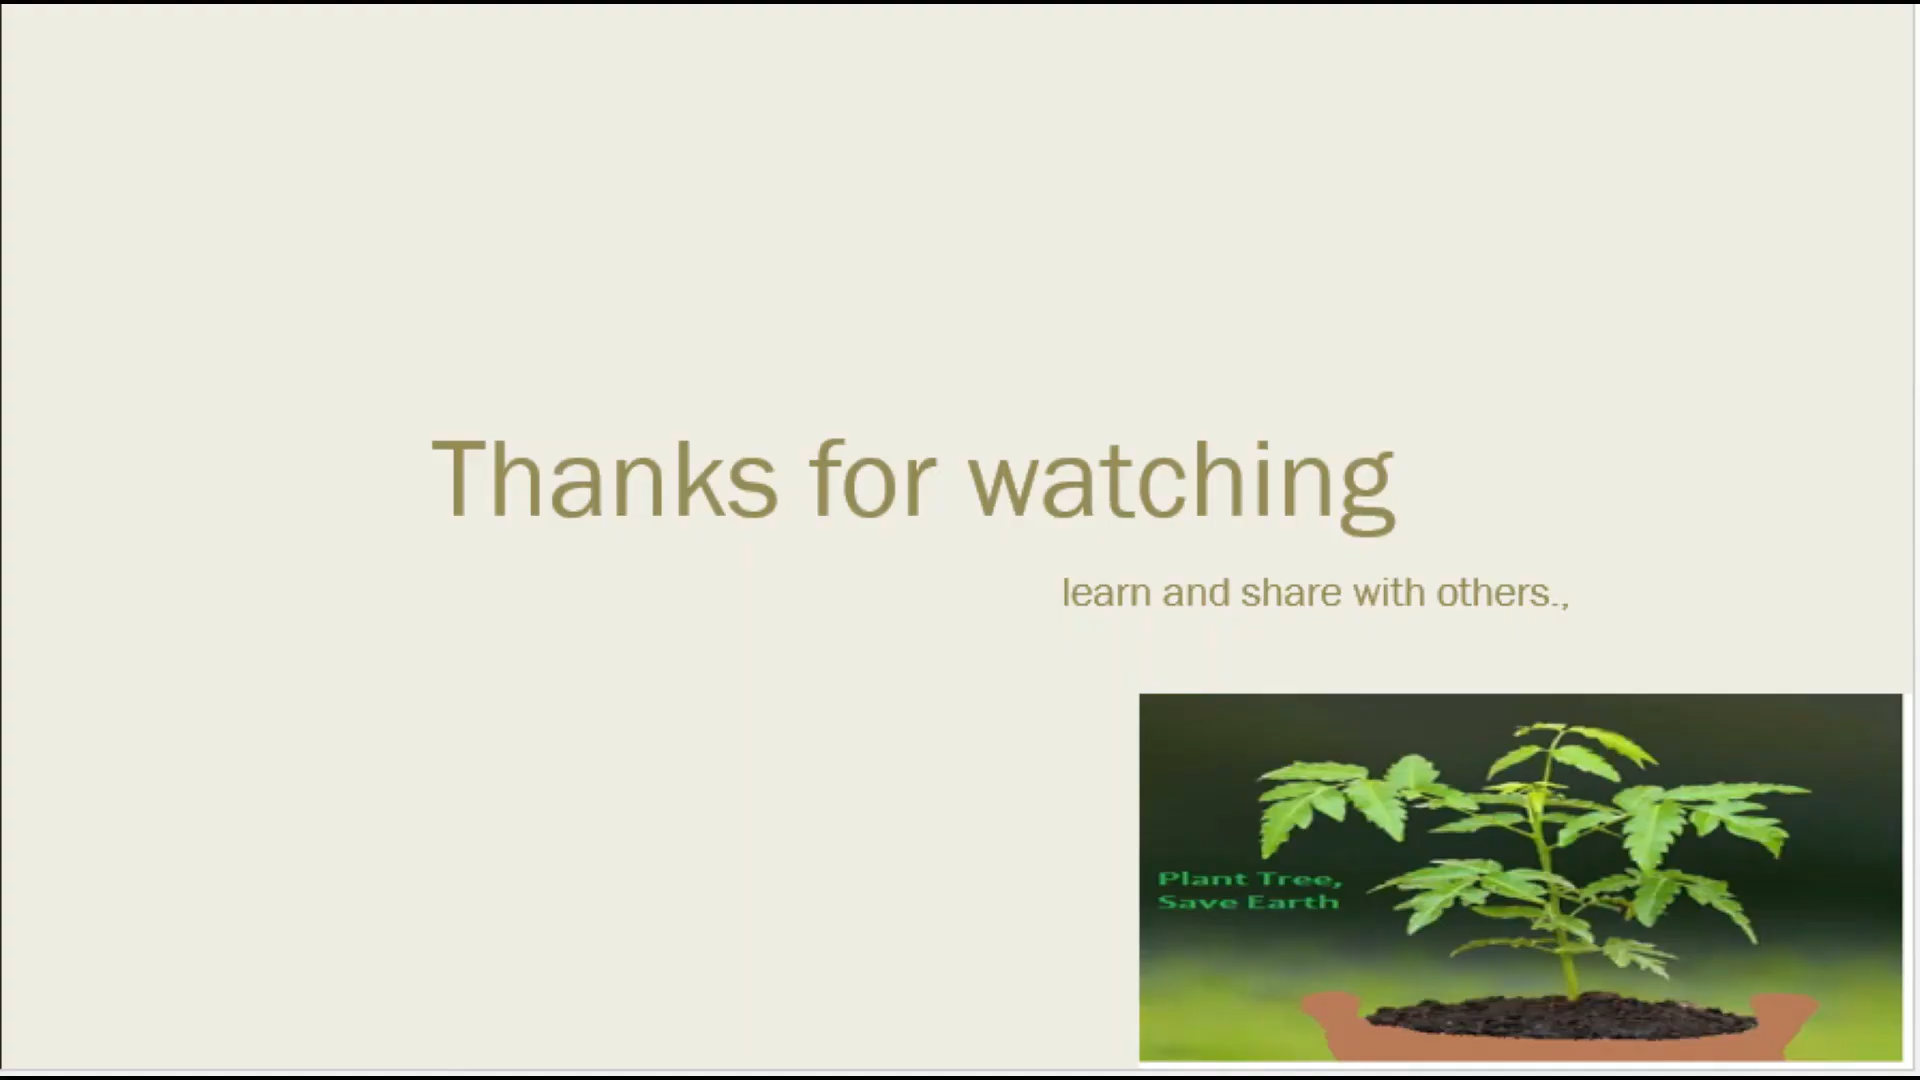 Thanks for watching
learn and share with others.,
Plant Tree,
Save Earth